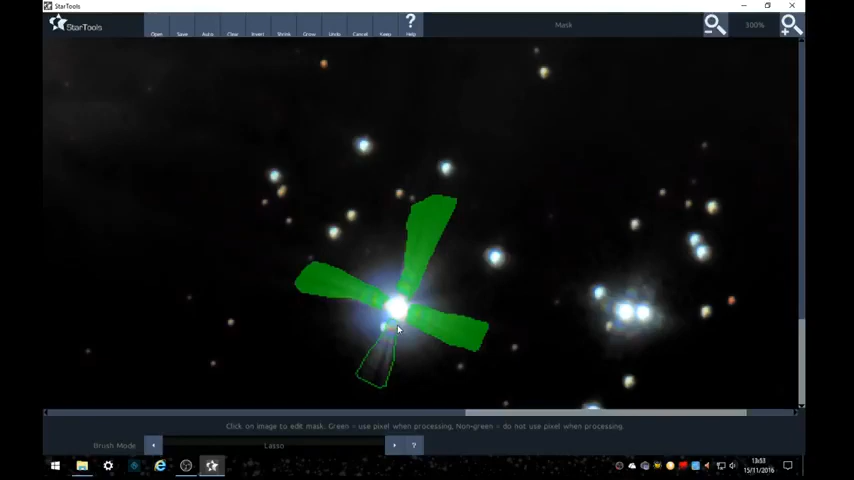 StarTools
StarTools
Open Save Auto Clear Invert Shrink Grow Undo Cancel Keep Help
?
Mask
300%
Click on image to edit mask. Green - use pixel when processing, Non-green - do not use pixel when processing.
Brush Mode Lasso ?
13:53
15/11/2016